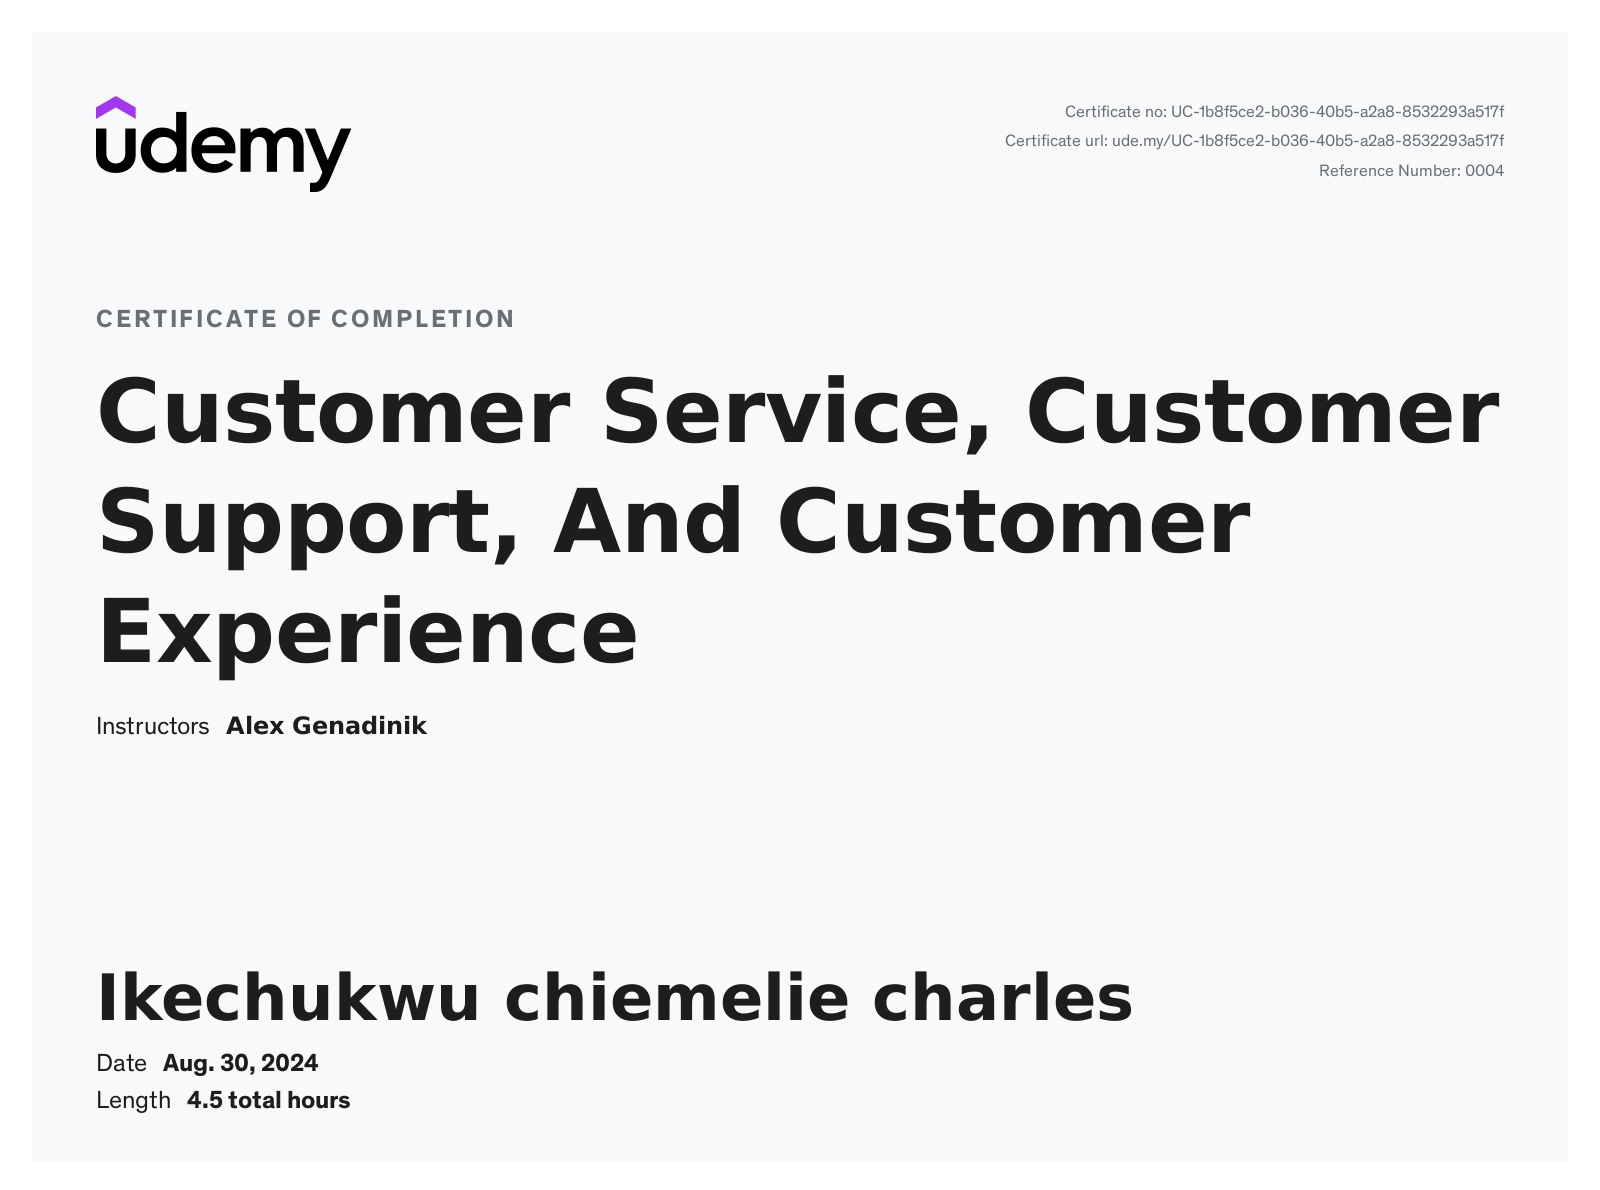 udemy
Certificate no: UC-1b8f5ce2-b036-40b5-a2a8-8532293a517f
Certificate url: ude.my/UC-1b8f5ce2-b036-40b5-a2a8-8532293a517f
Reference Number: 0004
CERTIFICATE OF COMPLETION
Customer Service, Customer
Support, And Customer
Experience
Instructors Alex Genadinik
Ikechukwu chiemelie charles
Date Aug. 30, 2024
Length 4.5 total hours